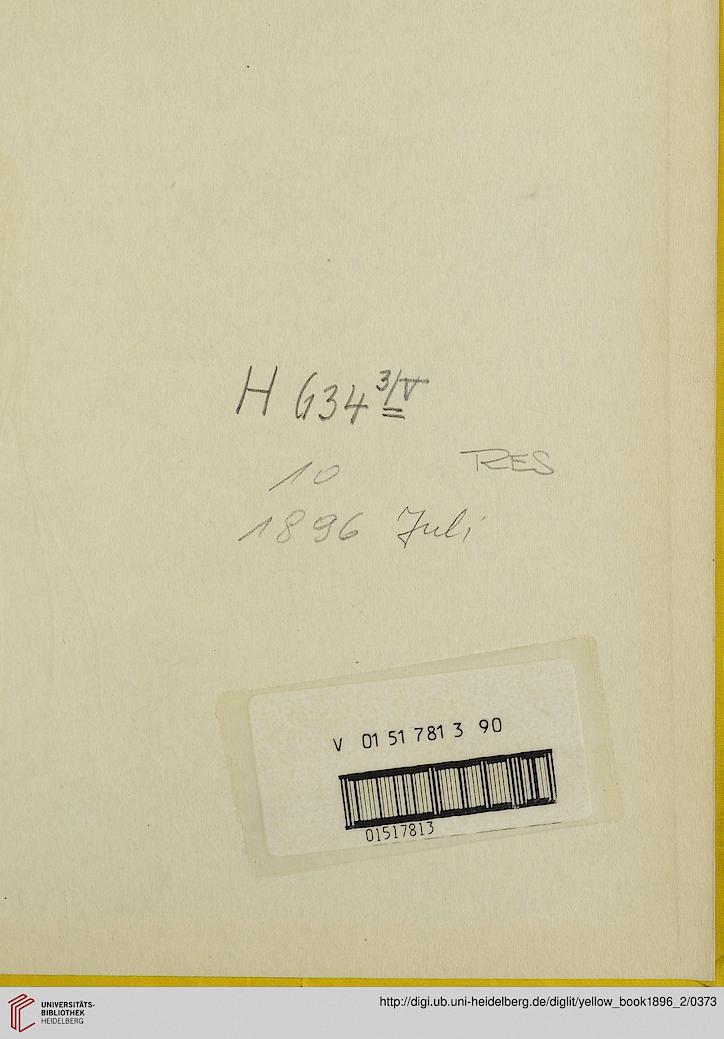 H G34 3/V
10 RES
1896 Juli
V 01 51 781 3 90
01517813
UNIVERSITÄTS-
BIBLIOTHEK
HEIDELBERG
http://digi.ub.uni-heidelberg.de/diglit/yellow_book1896_2/0373